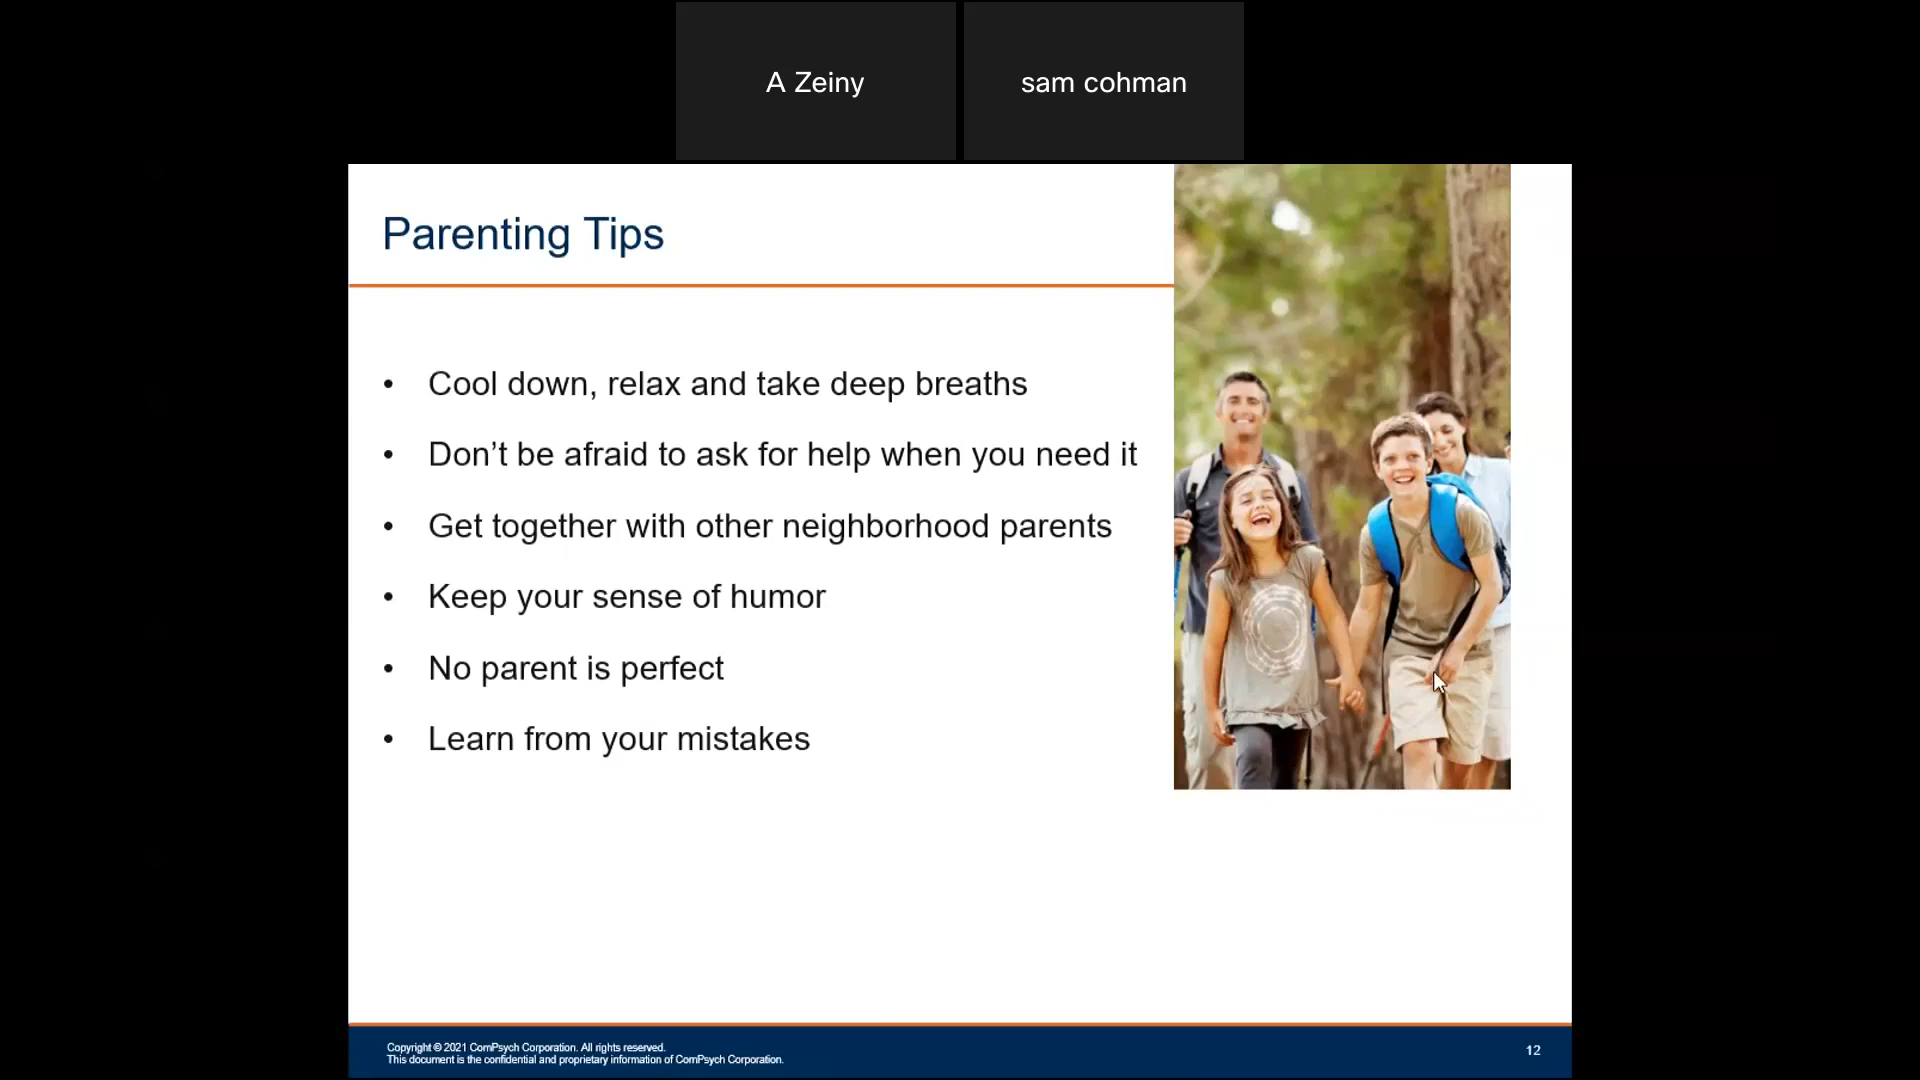 A Zeiny
sam cohman
Parenting Tips
• Cool down, relax and take deep breaths
• Don’t be afraid to ask for help when you need it
• Get together with other neighborhood parents
• Keep your sense of humor
• No parent is perfect
• Learn from your mistakes
Copyright © 2021 ComPsych Corporation. All rights reserved.
This document is the confidential and proprietary information of ComPsych Corporation.
12